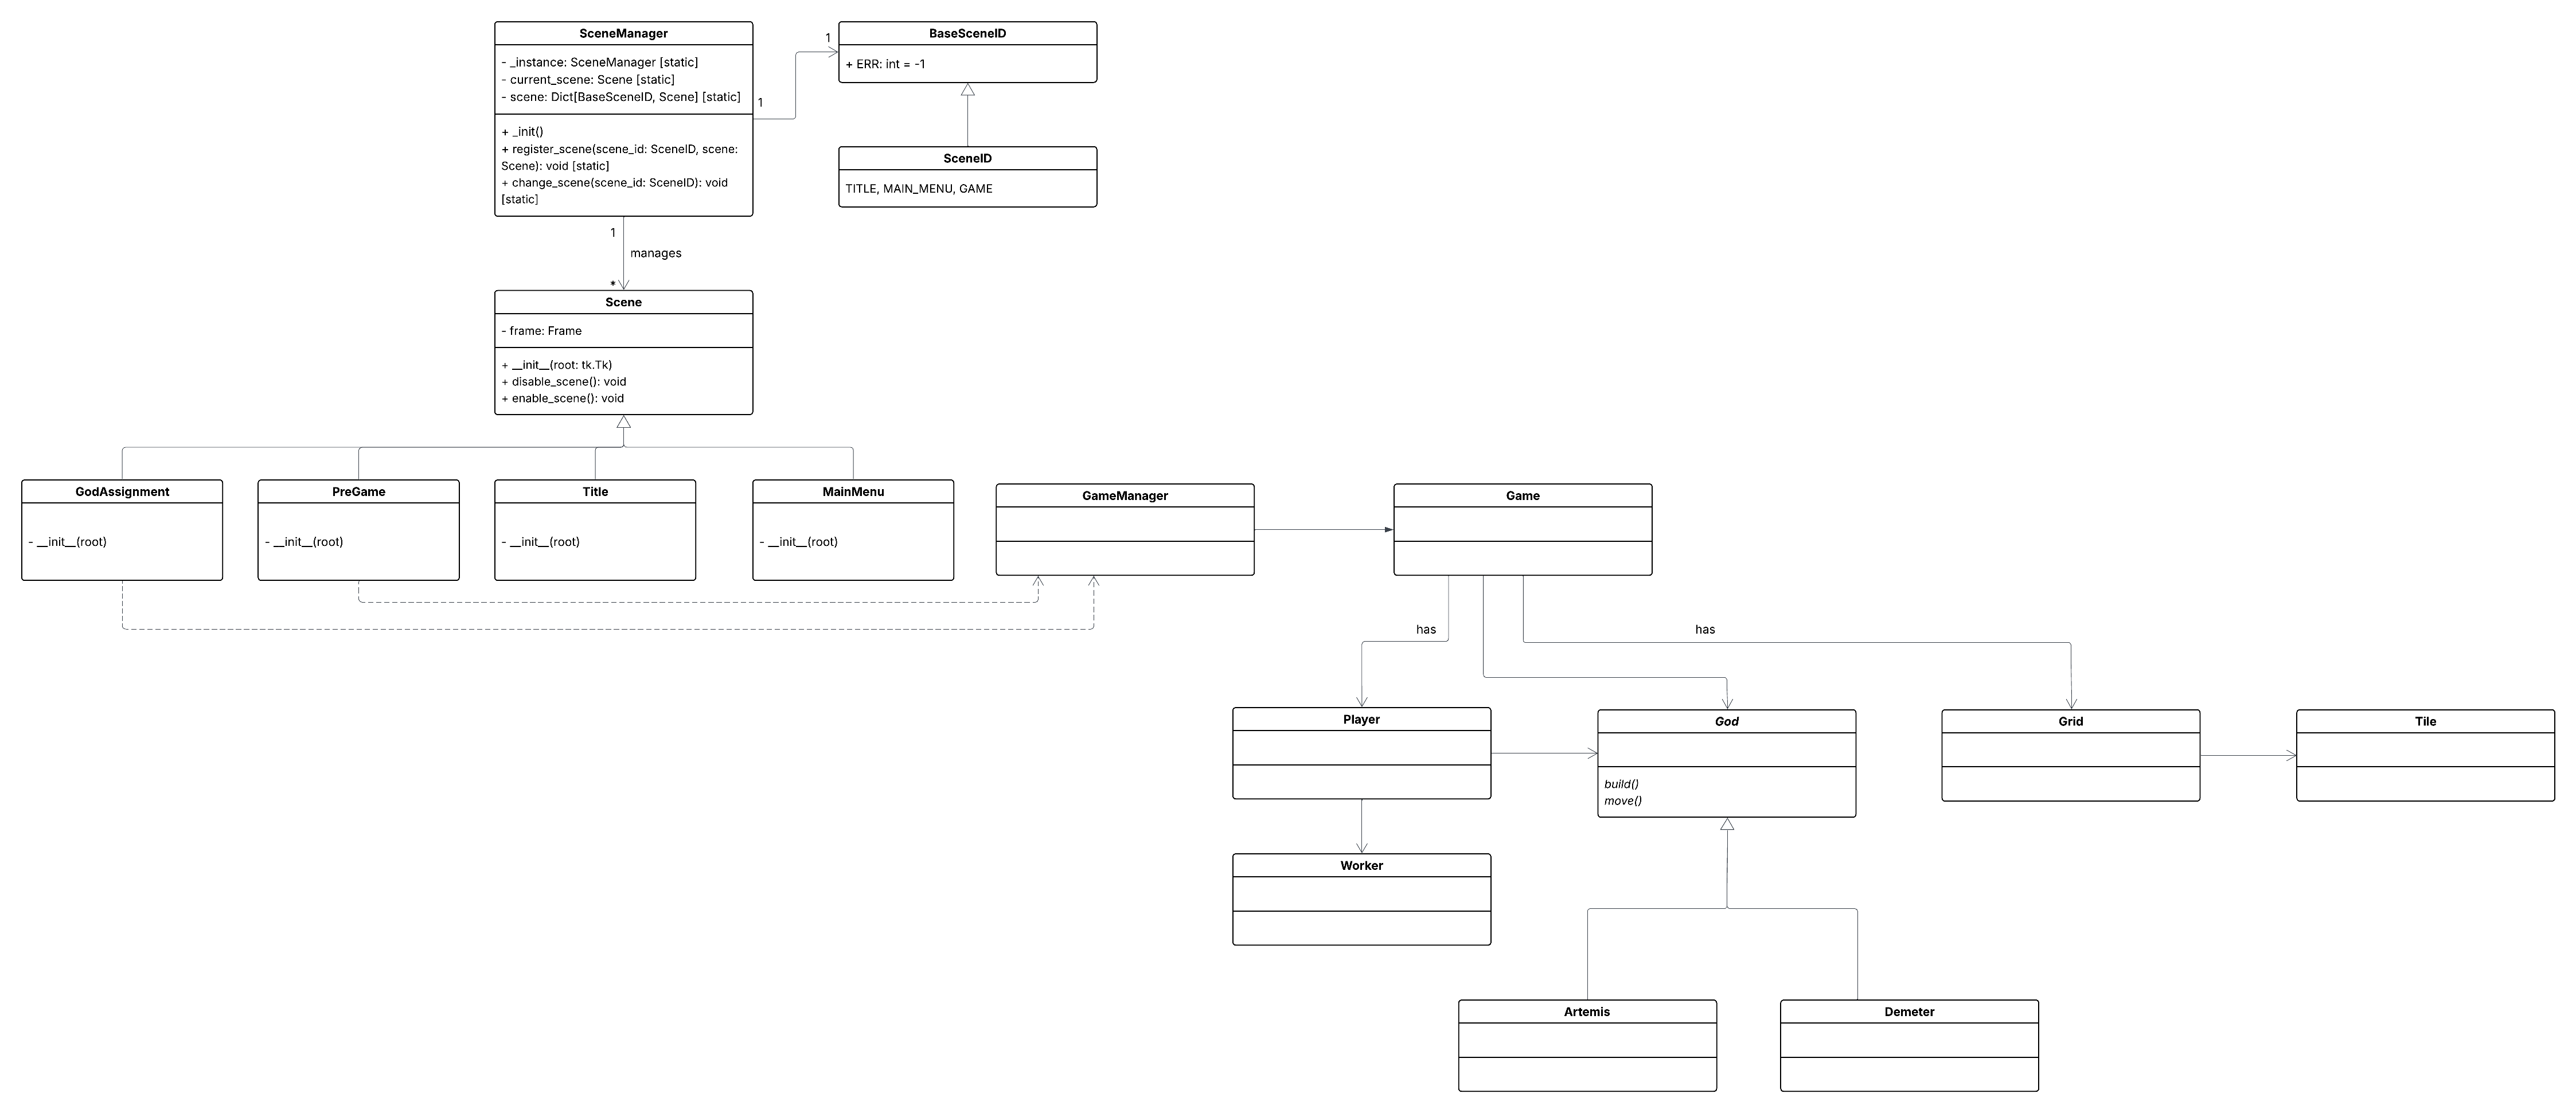 SceneManager
- _instance: SceneManager [static]
- current_scene: Scene [static]
- scene: Dict[BaseSceneID, Scene] [static]
+ _init()
+ register_scene(scene_id: SceneID, scene:
Scene): void [static]
+ change_scene(scene_id: SceneID): void
[static]
1
1
BaseSceneID
+ ERR: int = -1
SceneID
TITLE, MAIN_MENU, GAME
1
manages
*
Scene
- frame: Frame
+ __init__(root: tk.Tk)
+ disable_scene(): void
+ enable_scene(): void
GodAssignment
- __init__(root)
PreGame
- __init__(root)
Title
- __init__(root)
MainMenu
- __init__(root)
GameManager
Game
has
has
Player
God
build()
move()
Grid
Tile
Worker
Artemis
Demeter